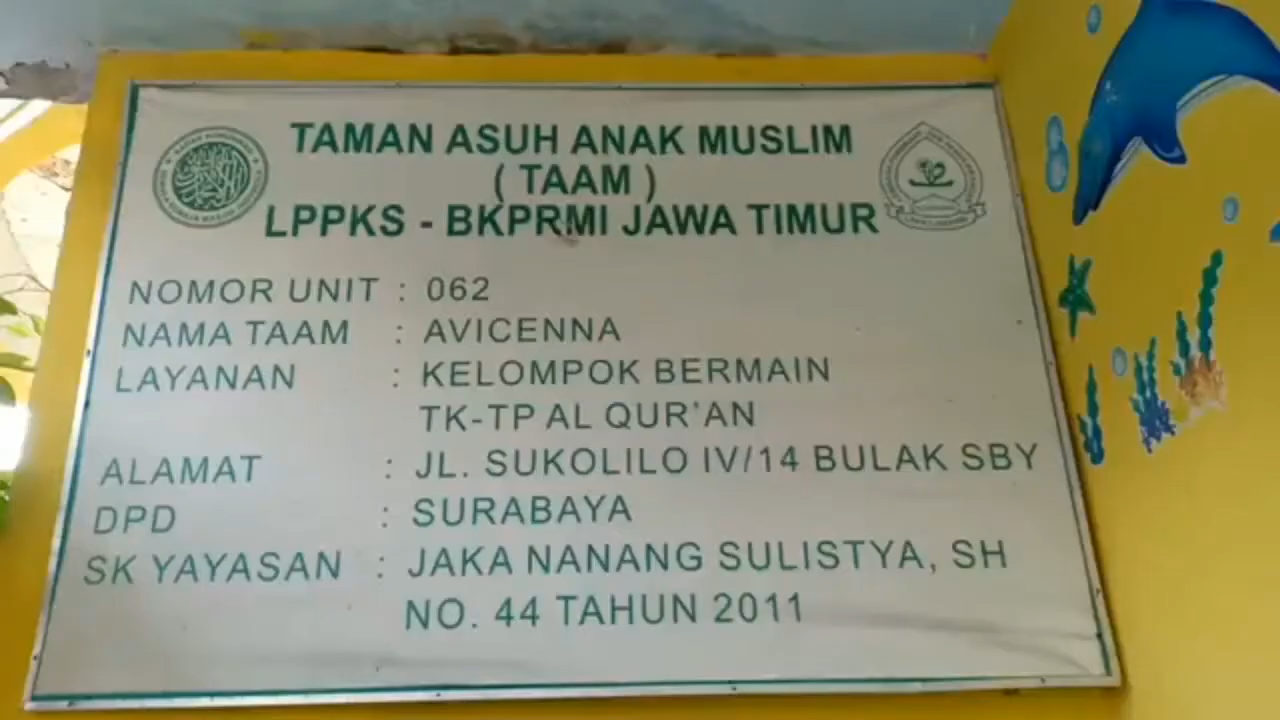 TAMAN ASUH ANAK MUSLIM
( TAAM )
LPPKS - BKPRMI JAWA TIMUR
NOMOR UNIT : 062
NAMA TAAM : AVICENNA
LAYANAN : KELOMPOK BERMAIN
TK-TP AL QUR'AN
ALAMAT : JL. SUKOLILO IV/14 BULAK SBY
DPD : SURABAYA
SK YAYASAN : JAKA NANANG SULISTYA, SH
NO. 44 TAHUN 2011